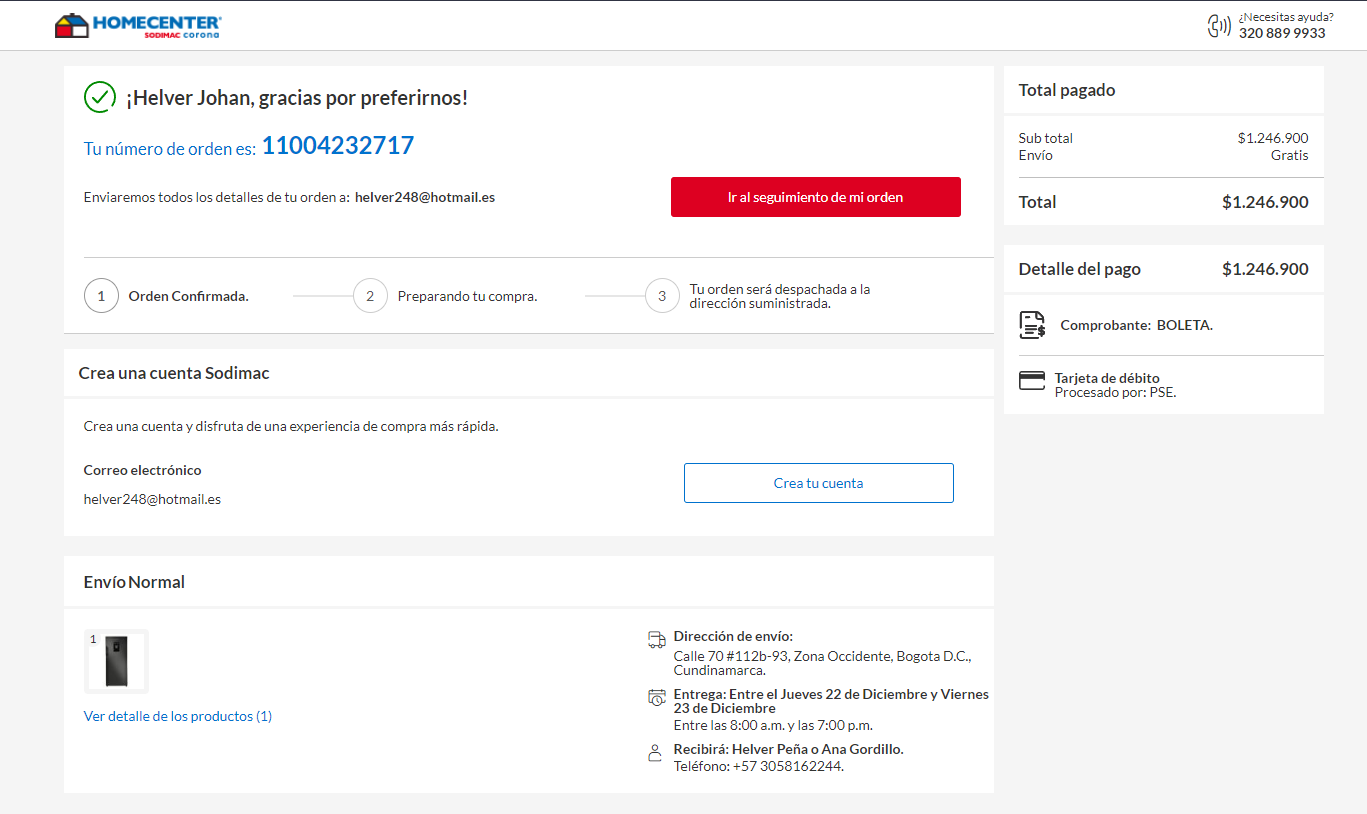 HOMECENTER
SODIMAC corona
¿Necesitas ayuda?
320 889 9933
¡Helver Johan, gracias por preferirnos!
Tu número de orden es: 11004232717
Enviaremos todos los detalles de tu orden a: helver248@hotmail.es
Ir al seguimiento de mi orden
1 Orden Confirmada.
2 Preparando tu compra.
3 Tu orden será despachada a la
dirección suministrada.
Crea una cuenta Sodimac
Crea una cuenta y disfruta de una experiencia de compra más rápida.
Correo electrónico
helver248@hotmail.es
Crea tu cuenta
Envío Normal
1
Ver detalle de los productos (1)
Dirección de envío:
Calle 70 #112b-93, Zona Occidente, Bogota D.C.,
Cundinamarca.
Entrega: Entre el Jueves 22 de Diciembre y Viernes
23 de Diciembre
Entre las 8:00 a.m. y las 7:00 p.m.
Recibirá: Helver Peña o Ana Gordillo.
Teléfono: +57 3058162244.
Total pagado
Sub total $1.246.900
Envío Gratis
Total $1.246.900
Detalle del pago $1.246.900
Comprobante: BOLETA.
Tarjeta de débito
Procesado por: PSE.